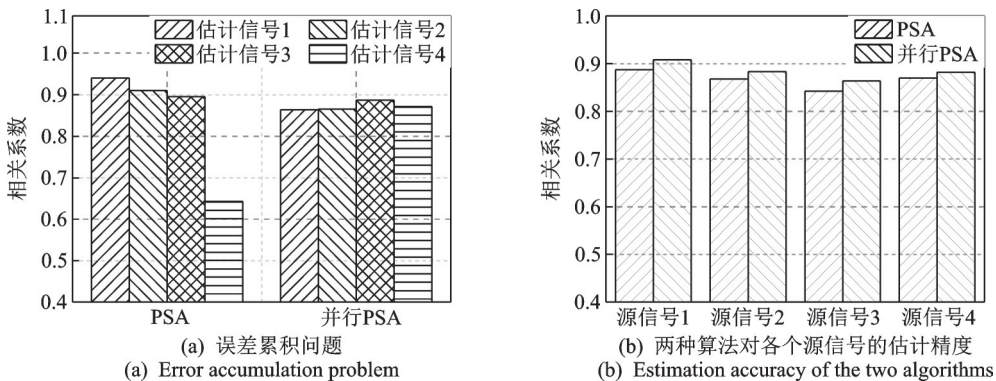 1.1
1.0
0.9
0.8
0.7
0.6
0.5
0.4
相关系数
估计信号1 估计信号2
估计信号3 估计信号4
PSA 并行PSA
(a) 误差累积问题
(a) Error accumulation problem
1.0
0.9
0.8
0.7
0.6
0.5
0.4
相关系数
PSA
并行PSA
源信号1 源信号2 源信号3 源信号4
(b) 两种算法对各个源信号的估计精度
(b) Estimation accuracy of the two algorithms